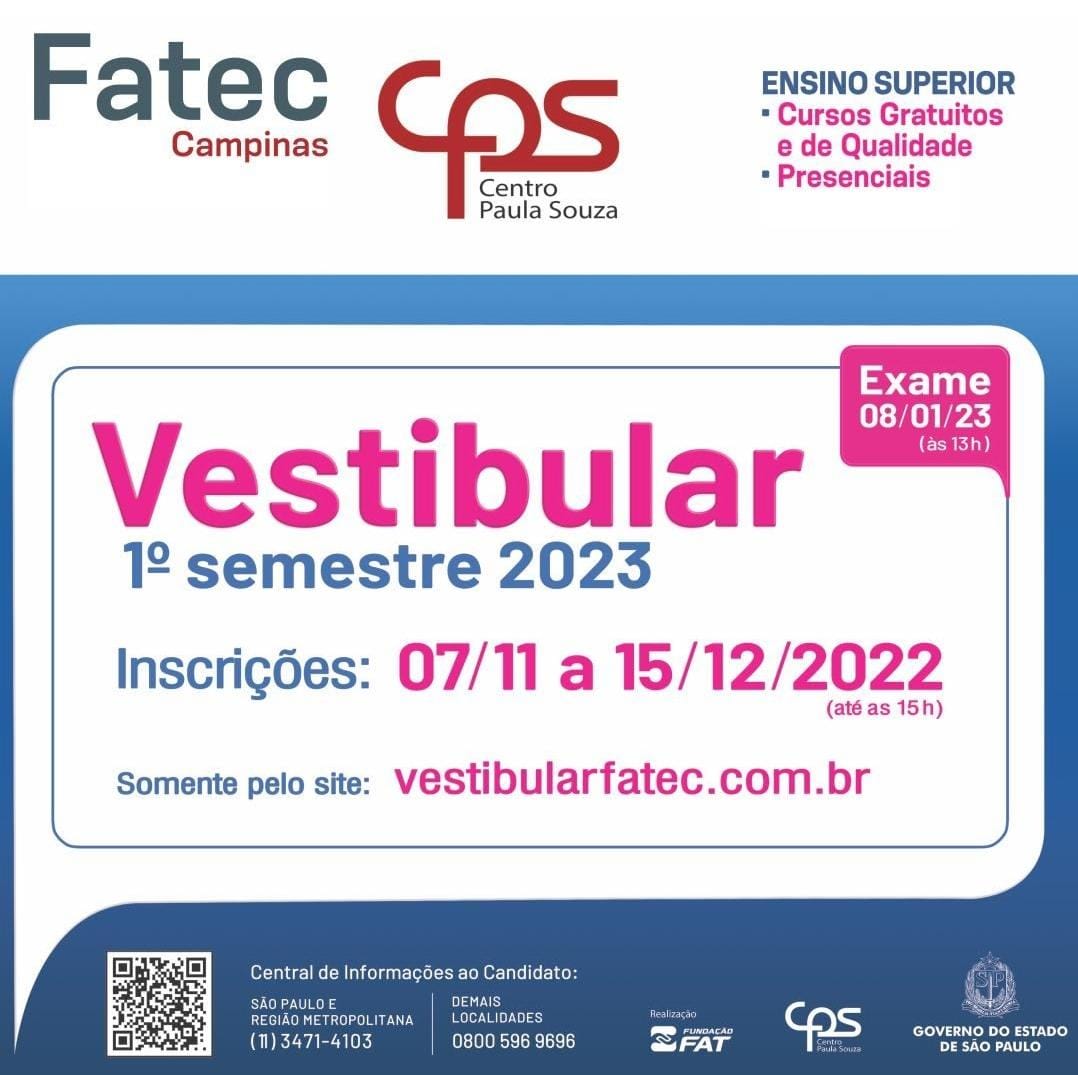 Fatec
Campinas
CPS
Centro
Paula Souza
ENSINO SUPERIOR
• Cursos Gratuitos
e de Qualidade
• Presenciais
Exame
08/01/23
(às 13h)
Vestibular
1º semestre 2023
Inscrições: 07/11 a 15/12/2022
(até as 15h)
Somente pelo site: vestibularfatec.com.br
Central de Informações ao Candidato:
SÃO PAULO E
REGIÃO METROPOLITANA
(11) 3471-4103
DEMAIS
LOCALIDADES
0800 596 9696
Realização
FUNDAÇÃO
FAT
CPS
Centro
Paula Souza
SP
GOVERNO DO ESTADO
DE SÃO PAULO